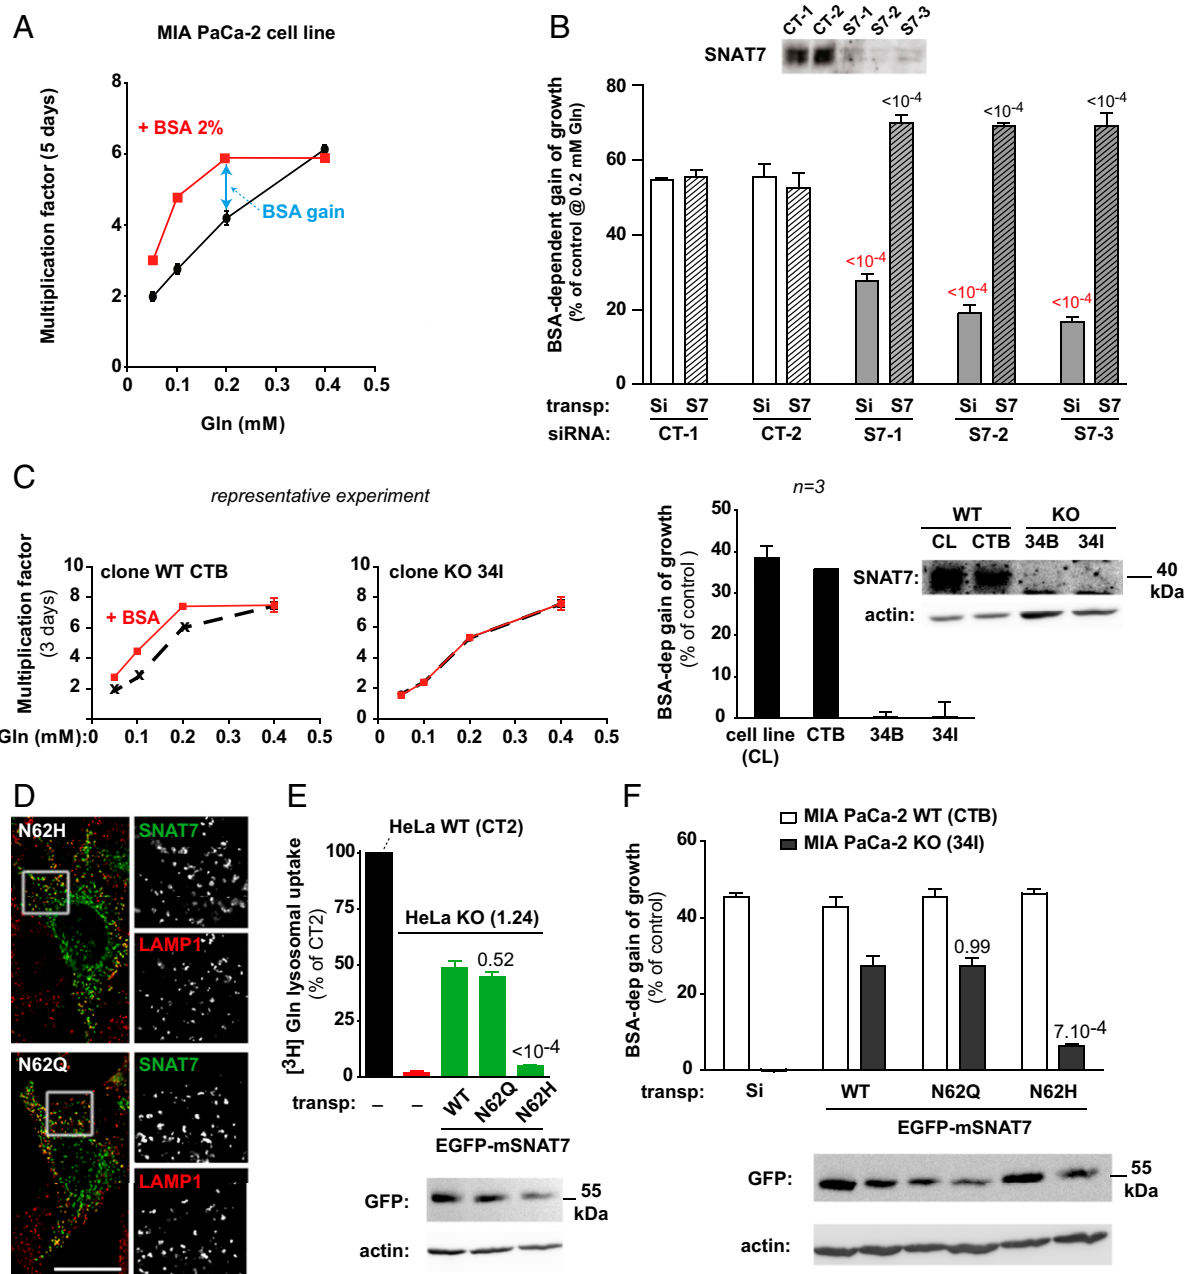 A
MIA PaCa-2 cell line
Multiplication factor (5 days)
8
6
4
2
0
+ BSA 2%
BSA gain
0 0.1 0.2 0.3 0.4 0.5
Gln (mM)
B
CT-1 CT-2 S7-1 S7-2 S7-3
SNAT7
BSA-dependent gain of growth
(% of control @ 0.2 mM Gln)
80
60
40
20
0
<10-4 <10-4 <10-4
<10-4 <10-4 <10-4
transp: Si S7 Si S7 Si S7 Si S7 Si S7
siRNA: CT-1 CT-2 S7-1 S7-2 S7-3
C
representative experiment
Multiplication factor
(3 days)
10
8
6
4
2
clone WT CTB
+ BSA
Gln (mM): 0 0.1 0.2 0.3 0.4 0.5
10
8
6
4
2
0
clone KO 34I
0 0.1 0.2 0.3 0.4 0.5
n=3
BSA-dep gain of growth
(% of control )
50
40
30
20
10
0
cell line
(CL)
CTB 34B 34I
WT KO
CL CTB 34B 34I
SNAT7:
40
kDa
actin:
D
N62H
SNAT7
LAMP1
N62Q
SNAT7
LAMP1
E
[3H] Gln lysosomal uptake
(% of CT2)
100
75
50
25
0
HeLa WT (CT2)
HeLa KO (1.24)
0.52
<10-4
transp: – – WT N62Q N62H
EGFP-mSNAT7
GFP:
55
kDa
actin:
F
MIA PaCa-2 WT (CTB)
MIA PaCa-2 KO (34I)
BSA-dep gain of growth
(% of control)
60
40
20
0
0.99
7.10-4
transp: Si WT N62Q N62H
EGFP-mSNAT7
GFP:
55
kDa
actin: